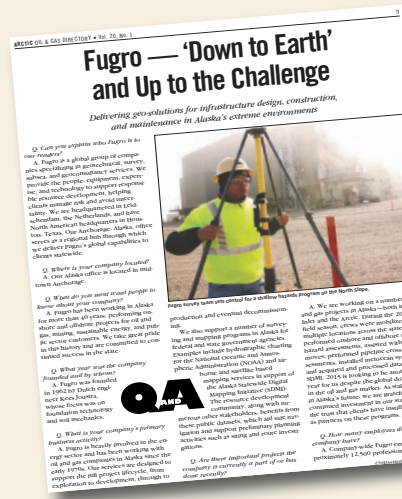 ARCTIC OIL & GAS DIRECTORY • Vol. 20, No. 1
9
Fugro — ‘Down to Earth’
and Up to the Challenge
Delivering geo-solutions for infrastructure design, construction,
and maintenance in Alaska's extreme environments
Q. Can you explain who Fugro is to
our readers?
A. Fugro is a global group of compa-
nies specializing in geotechnical, survey,
subsea, and geoconsultancy services. We
provide the people, equipment, expert-
ise, and technology to support responsi-
ble resource development, helping
clients manage risk and avoid uncer-
tainty. We are headquartered in Leid-
schendam, the Netherlands, and have
North American headquarters in Hous-
ton, Texas. Our Anchorage, Alaska, office
serves as a regional hub through which
we deliver Fugro's global capabilities to
clients statewide.
Q. Where is your company located?
A. Our Alaska office is located in mid-
town Anchorage.
Q. What do you most want people to
know about your company?
A. Fugro has been working in Alaska
for more than 40 years, performing on-
shore and offshore projects for oil and
gas, mining, sustainable energy, and pub-
lic sector customers. We take great pride
in this history and are committed to con-
tinued success in the state.
Q. What year was the company
founded and by whom?
A. Fugro was founded
in 1962 by Dutch engi-
neer Kees Joustra,
whose focus was on
foundation technology
and soil mechanics.
Q. What is your company's primary
business activity?
A. Fugro is heavily involved in the en-
ergy sector and has been working with
oil and gas companies in Alaska since the
early 1970s. Our services are designed to
support the full project lifecycle, from
exploration to development, through to
Fugro survey team sets control for a shallow hazards program on the North Slope.
production and eventual decommission-
ing.
We also support a number of survey-
ing and mapping programs in Alaska for
federal and state government agencies.
Examples include hydrographic charting
for the National Oceanic and Atmos-
pheric Administration (NOAA) and air-
borne and satellite based
mapping services in support of
the Alaska Statewide Digital
Mapping Initiative (SDMI).
The resource development
community, along with nu-
merous other stakeholders, benefits from
these public datasets, which aid safe nav-
igation and support preliminary planning
activities such as siting and route investi-
gations.
Q. Are there important projects the
company is currently a part of or has
done recently?
A. We are working on a number
and gas projects in Alaska—both in
Inlet and the Arctic. During the 20
field season, crews were mobilized
multiple locations across the state
performed onshore and offshore
hazard assessments, assisted with
moves, performed pipeline cross
sessments, installed metocean sy
and acquired and processed data
SDMI. 2015 is looking to be anot
year for us despite the global do
in the oil and gas market. As stak
in Alaska's future, we are gratefu
continued investment in our sta
the trust that clients have instill
as partners on these programs.
Q. How many employees do
company have?
A. Company-wide Fugro em
proximately 12,500 profession
Q AND A